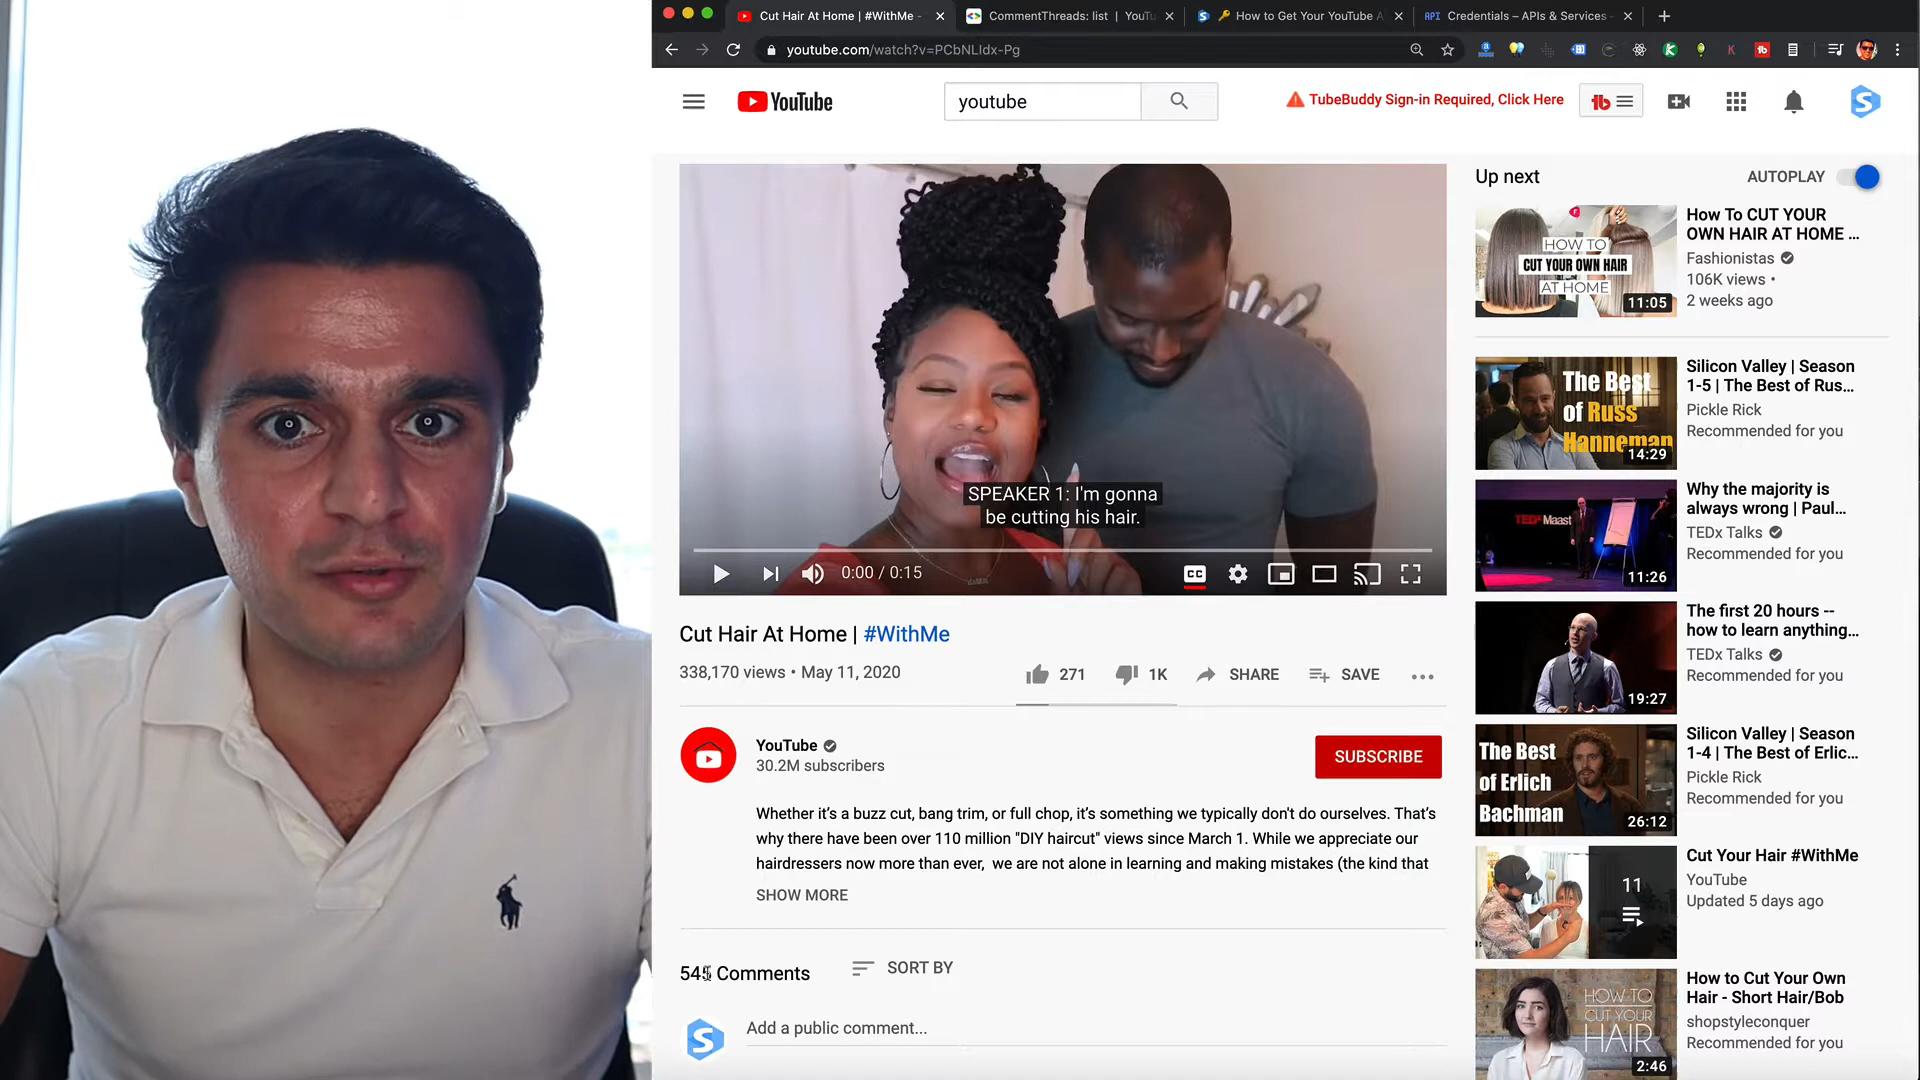 Cut Hair At Home | #WithMe -
CommentThreads: list | YouTu
How to Get Your YouTube A
API Credentials – APIs & Services -
youtube.com/watch?v=PCbNLIdx-Pg
YouTube
youtube
TubeBuddy Sign-in Required, Click Here
SPEAKER 1: I'm gonna
be cutting his hair.
0:00 / 0:15
CC
Cut Hair At Home | #WithMe
338,170 views • May 11, 2020
271
1K
SHARE
SAVE
YouTube
30.2M subscribers
SUBSCRIBE
Whether it’s a buzz cut, bang trim, or full chop, it’s something we typically don't do ourselves. That’s
why there have been over 110 million "DIY haircut" views since March 1. While we appreciate our
hairdressers now more than ever, we are not alone in learning and making mistakes (the kind that
SHOW MORE
Comments
SORT BY
Add a public comment...
Up next
AUTOPLAY
HOW TO
CUT YOUR OWN HAIR
AT HOME
11:05
How To CUT YOUR
OWN HAIR AT HOME ...
Fashionistas
106K views •
2 weeks ago
The Best
of Russ
Hanneman
14:29
Silicon Valley | Season
1-5 | The Best of Rus...
Pickle Rick
Recommended for you
TEDxMaast
11:26
Why the majority is
always wrong | Paul...
TEDx Talks
Recommended for you
19:27
The first 20 hours --
how to learn anything...
TEDx Talks
Recommended for you
The Best
of Erlich
Bachman
26:12
Silicon Valley | Season
1-4 | The Best of Erlic...
Pickle Rick
Recommended for you
11
Cut Your Hair #WithMe
YouTube
Updated 5 days ago
HOW TO
CUT YOUR
HAIR
2:46
How to Cut Your Own
Hair - Short Hair/Bob
shopstyleconquer
Recommended for you